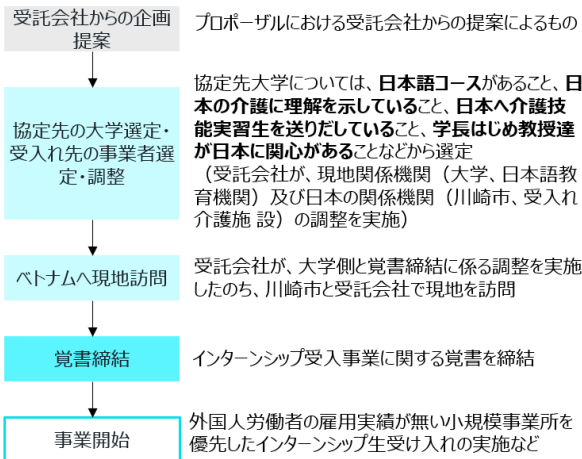 受託会社からの企画
提案
プロポーザルにおける受託会社からの提案によるもの
協定先の大学選定・
受入れ先の事業者選
定・調整
協定先大学については、日本語コースがあること、日
本の介護に理解を示していること、日本へ介護技
能実習生を送りだしていること、学長はじめ教授達
が日本に関心があることなどから選定
（受託会社が、現地関係機関（大学、日本語教
育機関）及び日本の関係機関（川崎市、受入れ
介護施 設）の調整を実施）
ベトナムへ現地訪問
受託会社が、大学側と覚書締結に係る調整を実施
したのち、川崎市と受託会社で現地を訪問
覚書締結
インターンシップ受入事業に関する覚書を締結
事業開始
外国人労働者の雇用実績が無い小規模事業所を
優先したインターンシップ生受け入れの実施など